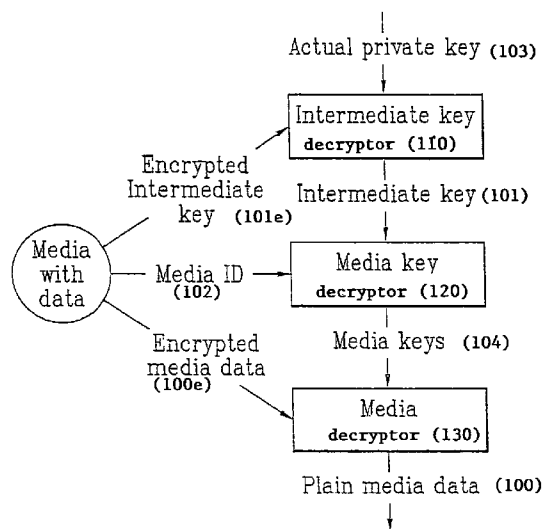 Actual private key (103)
Intermediate key
decryptor (110)
Encrypted
Intermediate
key (101e)
Intermediate key (101)
Media
with
data
Media ID
(102)
Media key
decryptor (120)
Encrypted
media data
(100e)
Media keys (104)
Media
decryptor (130)
Plain media data (100)